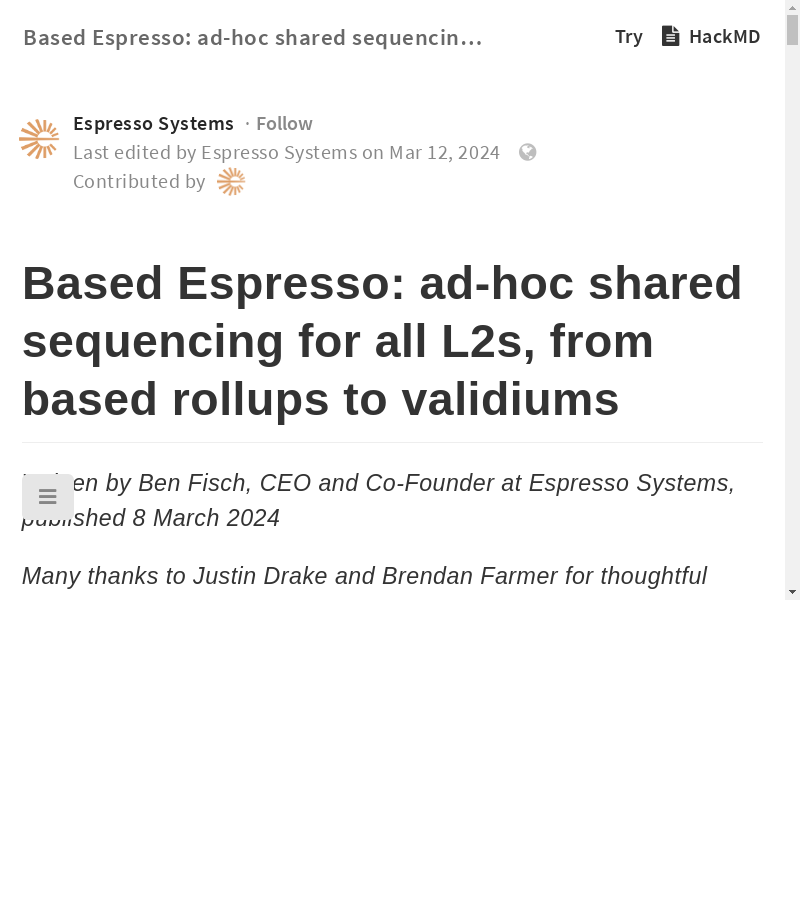 Based Espresso: ad-hoc shared sequencin…
Try HackMD
Espresso Systems · Follow
Last edited by Espresso Systems on Mar 12, 2024
Contributed by
Based Espresso: ad-hoc shared
sequencing for all L2s, from
based rollups to validiums
by Ben Fisch, CEO and Co-Founder at Espresso Systems,
published 8 March 2024
Many thanks to Justin Drake and Brendan Farmer for thoughtful